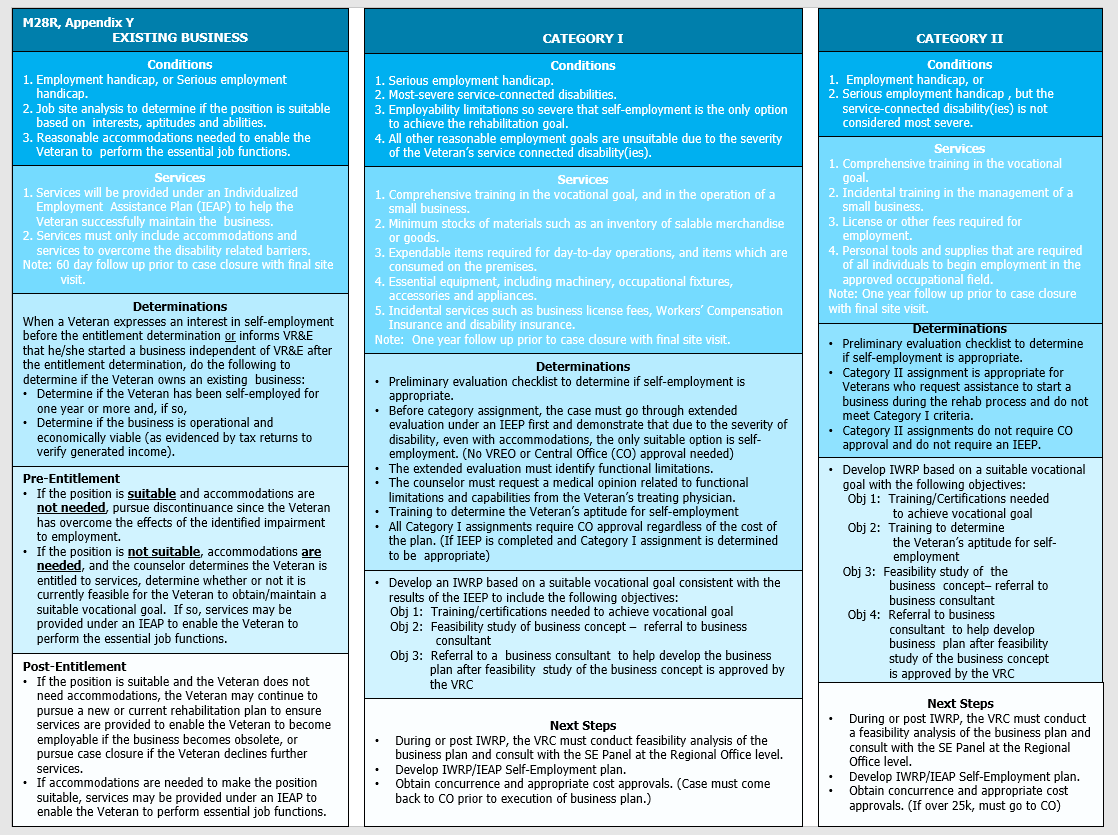 M28R, Appendix Y
EXISTING BUSINESS
Conditions
1. Employment handicap, or Serious employment
handicap.
2. Job site analysis to determine if the position is suitable
based on interests, aptitudes and abilities.
3. Reasonable accommodations needed to enable the
Veteran to perform the essential job functions.
Services
1. Services will be provided under an Individualized
Employment Assistance Plan (IEAP) to help the
Veteran successfully maintain the business.
2. Services must only include accommodations and
services to overcome the disability related barriers.
Note: 60 day follow up prior to case closure with final site
visit.
Determinations
When a Veteran expresses an interest in self-employment
before the entitlement determination or informs VR&E
that he/she started a business independent of VR&E after
the entitlement determination, do the following to
determine if the Veteran owns an existing business:
• Determine if the Veteran has been self-employed for
one year or more and, if so,
• Determine if the business is operational and
economically viable (as evidenced by tax returns to
verify generated income).
Pre-Entitlement
• If the position is suitable and accommodations are
not needed, pursue discontinuance since the Veteran
has overcome the effects of the identified impairment
to employment.
• If the position is not suitable, accommodations are
needed, and the counselor determines the Veteran is
entitled to services, determine whether or not it is
currently feasible for the Veteran to obtain/maintain a
suitable vocational goal. If so, services may be
provided under an IEAP to enable the Veteran to
perform the essential job functions.
Post-Entitlement
• If the position is suitable and the Veteran does not
need accommodations, the Veteran may continue to
pursue a new or current rehabilitation plan to ensure
services are provided to enable the Veteran to become
employable if the business becomes obsolete, or
pursue case closure if the Veteran declines further
services.
• If accommodations are needed to make the position
suitable, services may be provided under an IEAP to
enable the Veteran to perform essential job functions.
CATEGORY I
Conditions
1. Serious employment handicap.
2. Most-severe service-connected disabilities.
3. Employability limitations so severe that self-employment is the only option
to achieve the rehabilitation goal.
4. All other reasonable employment goals are unsuitable due to the severity
of the Veteran's service connected disability(ies).
Services
1. Comprehensive training in the vocational goal, and in the operation of a
small business.
2. Minimum stocks of materials such as an inventory of salable merchandise
or goods.
3. Expendable items required for day-to-day operations, and items which are
consumed on the premises.
4. Essential equipment, including machinery, occupational fixtures,
accessories and appliances.
5. Incidental services such as business license fees, Workers' Compensation
Insurance and disability insurance.
Note: One year follow up prior to case closure with final site visit.
Determinations
• Preliminary evaluation checklist to determine if self-employment is
appropriate.
• Before category assignment, the case must go through extended
evaluation under an IEEP first and demonstrate that due to the severity of
disability, even with accommodations, the only suitable option is self-
employment. (No VREO or Central Office (CO) approval needed)
• The extended evaluation must identify functional limitations.
• The counselor must request a medical opinion related to functional
limitations and capabilities from the Veteran's treating physician.
• Training to determine the Veteran's aptitude for self-employment
• All Category I assignments require CO approval regardless of the cost of
the plan. (If IEEP is completed and Category I assignment is determined
to be appropriate)
• Develop an IWRP based on a suitable vocational goal consistent with the
results of the IEEP to include the following objectives:
Obj 1: Training/certifications needed to achieve vocational goal
Obj 2: Feasibility study of business concept – referral to business
consultant
Obj 3: Referral to a business consultant to help develop the business
plan after feasibility study of the business concept is approved by
the VRC
Next Steps
• During or post IWRP, the VRC must conduct feasibility analysis of the
business plan and consult with the SE Panel at the Regional Office level.
• Develop IWRP/IEAP Self-Employment plan.
• Obtain concurrence and appropriate cost approvals. (Case must come
back to CO prior to execution of business plan.)
CATEGORY II
Conditions
1. Employment handicap, or
2. Serious employment handicap , but the
service-connected disability(ies) is not
considered most severe.
Services
1. Comprehensive training in the vocational
goal.
2. Incidental training in the management of a
small business.
3. License or other fees required for
employment.
4. Personal tools and supplies that are required
of all individuals to begin employment in the
approved occupational field.
Note: One year follow up prior to case closure
with final site visit.
Determinations
• Preliminary evaluation checklist to determine
if self-employment is appropriate.
• Category II assignment is appropriate for
Veterans who request assistance to start a
business during the rehab process and do not
meet Category I criteria.
• Category II assignments do not require CO
approval and do not require an IEEP.
• Develop IWRP based on a suitable vocational
goal with the following objectives:
Obj 1: Training/Certifications needed
to achieve vocational goal
Obj 2: Training to determine
the Veteran's aptitude for self-
employment
Obj 3: Feasibility study of the
business concept– referral to
business consultant
Obj 4: Referral to business
consultant to help develop
business plan after feasibility
study of the business concept
is approved by the VRC
Next Steps
• During or post IWRP, the VRC must conduct
a feasibility analysis of the business plan and
consult with the SE Panel at the Regional
Office level.
• Develop IWRP/IEAP Self-Employment plan.
• Obtain concurrence and appropriate cost
approvals. (If over 25k, must go to CO)